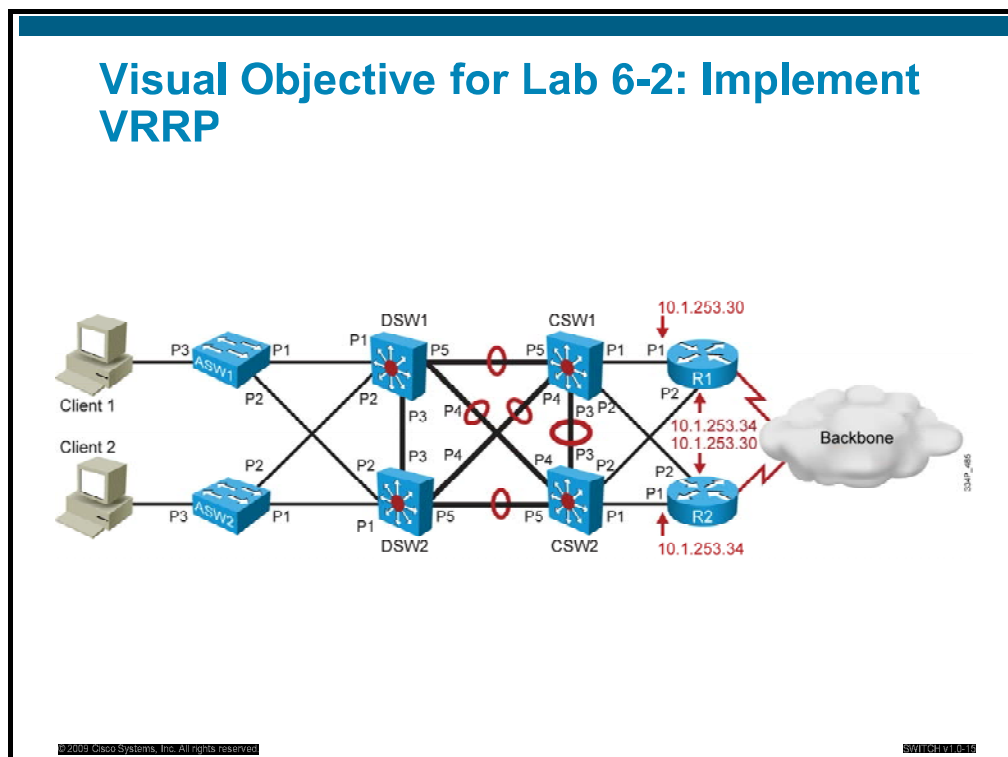 Visual Objective for Lab 6-2: Implement
VRRP
10.1.253.30
DSW1
CSW1
P3
P1
P1
P5
P5
P1
P1
ASW1
R1
P2
P2
P4
P4
P2
P2
Client 1
P3
P3
10.1.253.34
10.1.253.30
Backbone
Client 2
P2
P2
P3
P4
P4
P3
P2
P2
P3
ASW2
P1
P1
P5
P5
P1
P1
R2
DSW2
CSW2
10.1.253.34
334P_485
© 2009 Cisco Systems, Inc. All rights reserved.
SWITCH v1.0-15